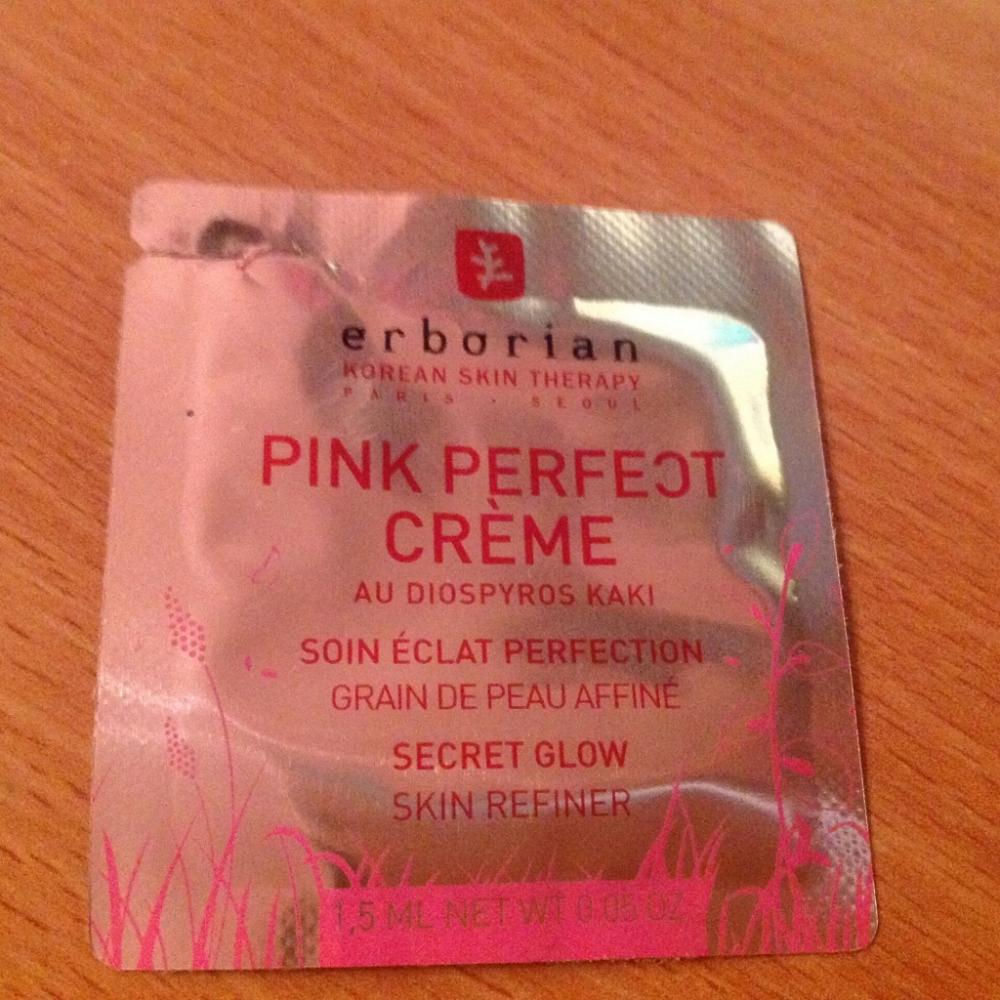 erborian
KOREAN SKIN THERAPY
PARIS · SEOUL
PINK PERFECT
CRÈME
AU DIOSPYROS KAKI
SOIN ÉCLAT PERFECTION
GRAIN DE PEAU AFFINÉ
SECRET GLOW
SKIN REFINER
1,5 ML NET WT 0.05 OZ